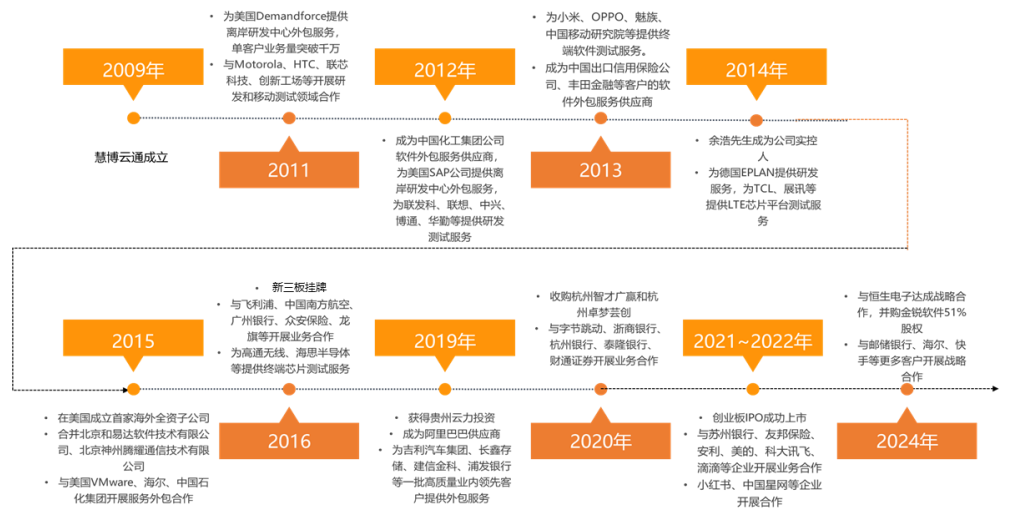 2009年
慧博云通成立
• 为美国Demandforce提供
离岸研发中心外包服务，
单客户业务量突破千万
• 与Motorola、HTC、联芯
科技、创新工场等开展研
发和移动测试领域合作
2011
2012年
• 成为中国化工集团公司
软件外包服务供应商，
为美国SAP公司提供离
岸研发中心外包服务，
为联发科、联想、中兴、
博通、华勤等提供研发
测试服务
• 为小米、OPPO、魅族、
中国移动研究院等提供终
端软件测试服务。
• 成为中国出口信用保险公
司、丰田金融等客户的软
件外包服务供应商
2013
2014年
• 余浩先生成为公司实控
人
• 为德国EPLAN提供研发
服务，为TCL、展讯等
提供LTE芯片平台测试服
务
2015
• 在美国成立首家海外全资子公司
• 合并北京和易达软件技术有限公
司、北京神州腾耀通信技术有限
公司
• 与美国VMware、海尔、中国石
化集团开展服务外包合作
• 新三板挂牌
• 与飞利浦、中国南方航空、
广州银行、众安保险、龙
旗等开展业务合作
• 为高通无线、海思半导体
等提供终端芯片测试服务
2016
2019年
• 获得贵州云力投资
• 成为阿里巴巴供应商
• 为吉利汽车集团、长鑫存
储、建信金科、浦发银行
等一批高质量业内领先客
户提供外包服务
• 收购杭州智才广赢和杭
州卓梦芸创
• 与字节跳动、浙商银行、
杭州银行、泰隆银行、
财通证券开展业务合作
2020年
2021~2022年
• 创业板IPO成功上市
• 与苏州银行、友邦保险、
安利、美的、科大讯飞、
滴滴等企业开展业务合作
• 小红书、中国星网等企业
开展合作
• 与恒生电子达成战略合
作，并购金锐软件51%
股权
• 与邮储银行、海尔、快
手等更多客户开展战略
合作
2024年